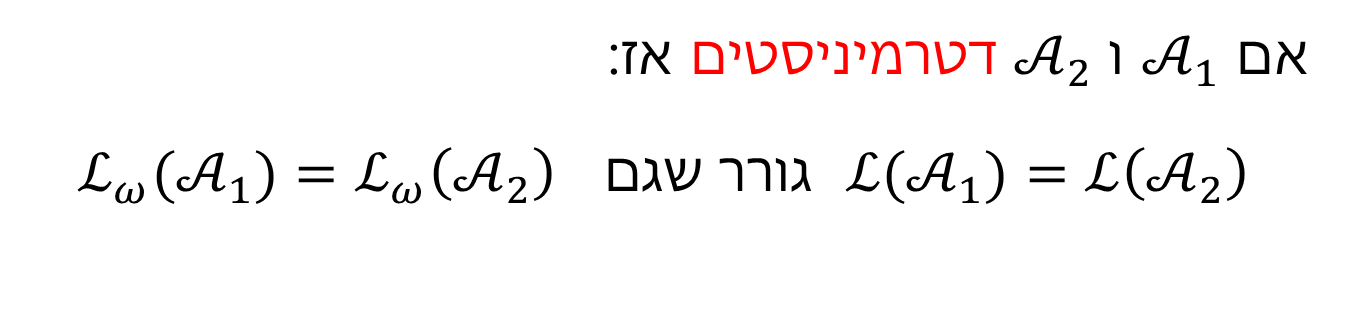 אם 𝒜₁ ו 𝒜₂ דטרמיניסטים אז:
ℒ(𝒜₁) = ℒ(𝒜₂) גורר שגם ℒ_ω(𝒜₁) = ℒ_ω(𝒜₂)